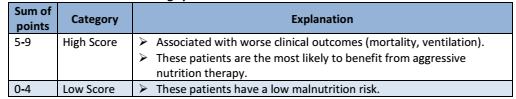 Sum of points Category Explanation
5-9 High Score ➢ Associated with worse clinical outcomes (mortality, ventilation).
➢ These patients are the most likely to benefit from aggressive
nutrition therapy.
0-4 Low Score ➢ These patients have a low malnutrition risk.